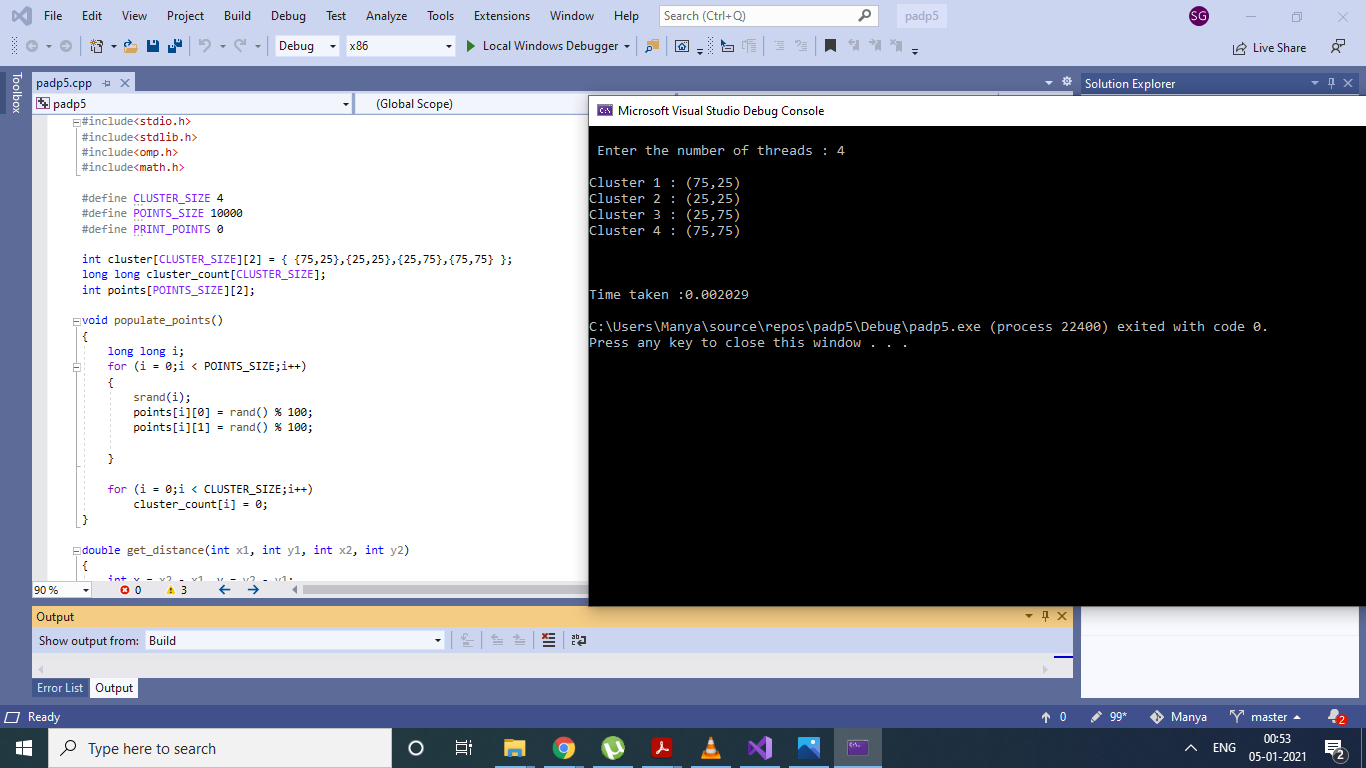 File Edit View Project Build Debug Test Analyze Tools Extensions Window Help Search (Ctrl+Q) padp5 SG
Debug x86 Local Windows Debugger Live Share
Toolbox
padp5.cpp
Solution Explorer
padp5 (Global Scope)
#include<stdio.h>
#include<stdlib.h>
#include<omp.h>
#include<math.h>
#define CLUSTER_SIZE 4
#define POINTS_SIZE 10000
#define PRINT_POINTS 0
int cluster[CLUSTER_SIZE][2] = { {75,25},{25,25},{25,75},{75,75} };
long long cluster_count[CLUSTER_SIZE];
int points[POINTS_SIZE][2];
void populate_points()
{
long long i;
for (i = 0;i < POINTS_SIZE;i++)
{
srand(i);
points[i][0] = rand() % 100;
points[i][1] = rand() % 100;
}
for (i = 0;i < CLUSTER_SIZE;i++)
cluster_count[i] = 0;
}
double get_distance(int x1, int y1, int x2, int y2)
{
int x = x2 - x1, y = y2 - y1;
90 % 0 3
Microsoft Visual Studio Debug Console
Enter the number of threads : 4
Cluster 1 : (75,25)
Cluster 2 : (25,25)
Cluster 3 : (25,75)
Cluster 4 : (75,75)
Time taken :0.002029
C:\Users\Manya\source\repos\padp5\Debug\padp5.exe (process 22400) exited with code 0.
Press any key to close this window . . .
Output
Show output from: Build
Error List Output
Ready 0 99* Manya master 2
Type here to search ENG 00:53
05-01-2021 2